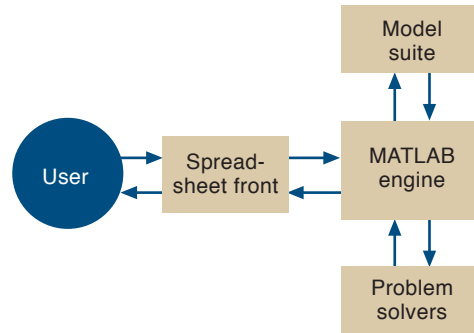 Model
suite
User
Spread-
sheet front
MATLAB
engine
Problem
solvers